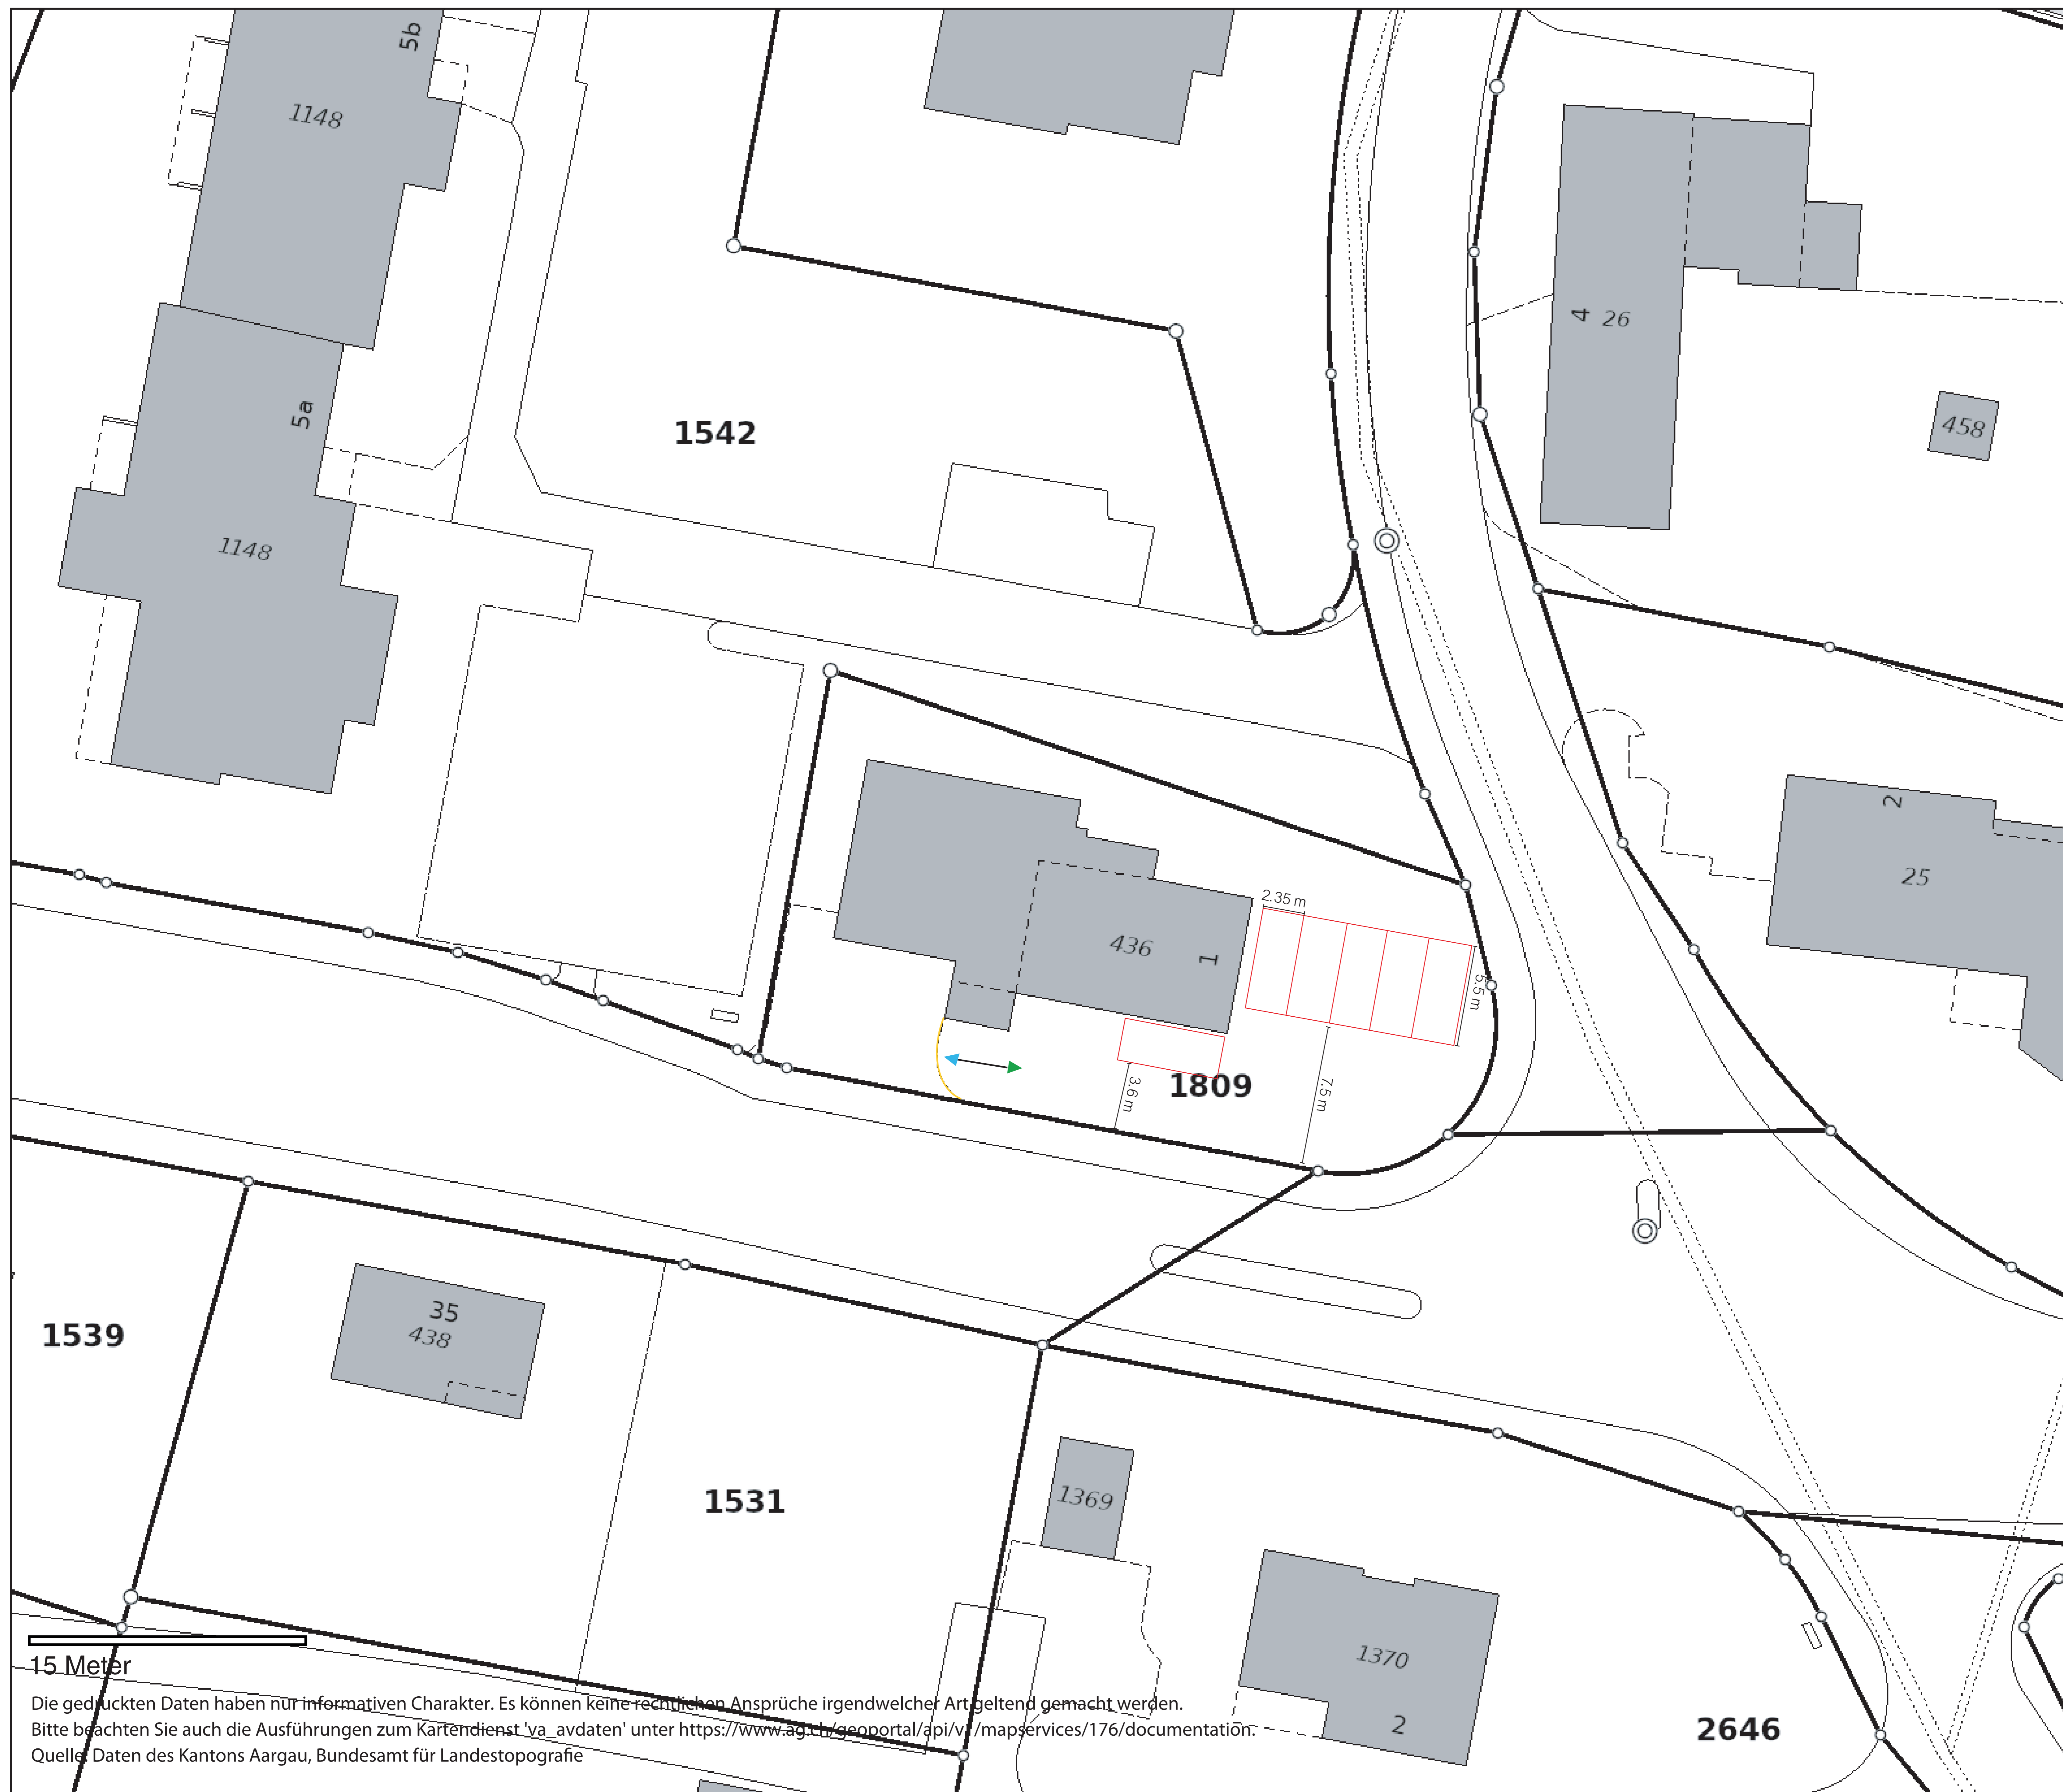 5b
1148
4 26
458
5a
1542
1148
2
25
2.35 m
436
1
5.5 m
1809
3.6 m
7.5 m
35
438
1539
1531
1369
1370
2
2646
15 Meter
Die gedruckten Daten haben nur informativen Charakter. Es können keine rechtlichen Ansprüche irgendwelcher Art geltend gemacht werden.
Bitte beachten Sie auch die Ausführungen zum Kartendienst 'va_avdaten' unter https://www.ag.ch/geoportal/api/v1/mapservices/176/documentation.
Quelle: Daten des Kantons Aargau, Bundesamt für Landestopografie